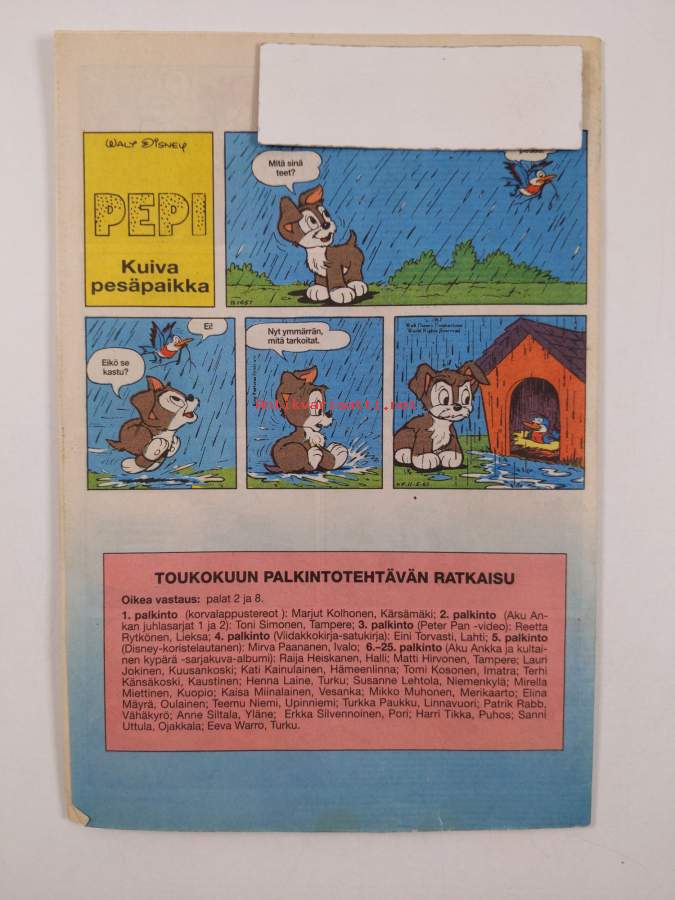 WALT DISNEY
PEPI
Kuiva
pesäpaikka
Mitä sinä
teet?
Eikö se
kastu?
Ei!
Nyt ymmärrän,
mitä tarkoitat.
Walt Disney Productions
World Rights Reserved
Antikvariaatti.net
TOUKOKUUN PALKINTOTEHTÄVÄN RATKAISU
Oikea vastaus: palat 2 ja 8.
1. palkinto (korvalappustereot ): Marjut Kolhonen, Kärsämäki; 2. palkinto (Aku An-
kan juhlasarjat 1 ja 2): Toni Simonen, Tampere; 3. palkinto (Peter Pan -video): Reetta
Rytkönen, Lieksa; 4. palkinto (Viidakkokirja-satukirja): Eini Torvasti, Lahti; 5. palkinto
(Disney-koristelautanen): Mirva Paananen, Ivalo; 6.–25. palkinto (Aku Ankka ja kultai-
nen kypärä -sarjakuva-albumi): Raija Heiskanen, Halli; Matti Hirvonen, Tampere; Lauri
Jokinen, Kuusankoski; Kati Kainulainen, Hämeenlinna; Tomi Kosonen, Imatra; Terhi
Känsäkoski, Kaustinen; Henna Laine, Turku; Susanne Lehtola, Niemenkylä; Mirella
Miettinen, Kuopio; Kaisa Miinalainen, Vesanka; Mikko Muhonen, Merikaarto; Elina
Mäyrä, Oulainen; Teemu Niemi, Upinniemi; Turkka Paukku, Linnavuori; Patrik Rabb,
Vähäkyrö; Anne Siltala, Yläne; Erkka Silvennoinen, Pori; Harri Tikka, Puhos; Sanni
Uttula, Ojakkala; Eeva Warro, Turku.